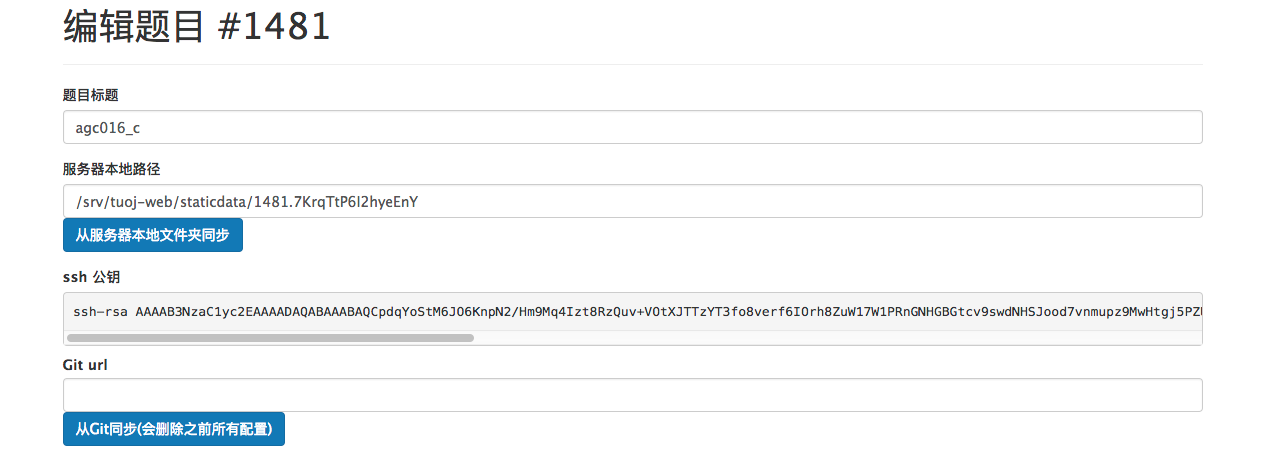 编辑题目 #1481
题目标题
agc016_c
服务器本地路径
/srv/tuoj-web/staticdata/1481.7KrqTtP6I2hyeEnY
从服务器本地文件夹同步
ssh 公钥
ssh-rsa AAAAB3NzaC1yc2EAAAADAQABAAABAQCpdqYoStM6JO6KnpN2/Hm9Mq4Izt8RzQuv+VOtXJTTzYT3fo8verf6IOrh8ZuW17W1PRnGNHGBGtcv9swdNHSJood7vnmupz9MwHtgj5PZU
Git url
从Git同步(会删除之前所有配置)